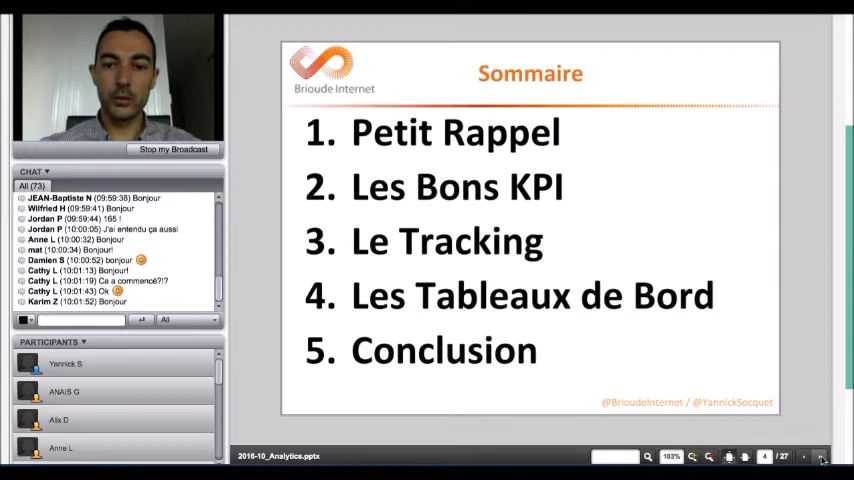 Stop my Broadcast
CHAT
All (73)
JEAN-Baptiste N (09:59:38) Bonjour
Wilfried H (09:59:41) Bonjour
Jordan P (09:59:44) 165 !
Jordan P (10:00:05) J'ai entendu ça aussi
Anne L (10:00:32) Bonjour
mat (10:00:34) Bonjour!
Damien S (10:00:52) bonjour
Cathy L (10:01:13) Bonjour!
Cathy L (10:01:19) Ca a commencé?!?
Cathy L (10:01:43) Ok
Karim Z (10:01:52) Bonjour
All
PARTICIPANTS
Yannick S
ANAIS G
Alix D
Anne L
Brioude Internet
Sommaire
1. Petit Rappel
2. Les Bons KPI
3. Le Tracking
4. Les Tableaux de Bord
5. Conclusion
@BrioudeInternet / @YannickSocquet
2016-10_Analytics.pptx
103%
4 / 27